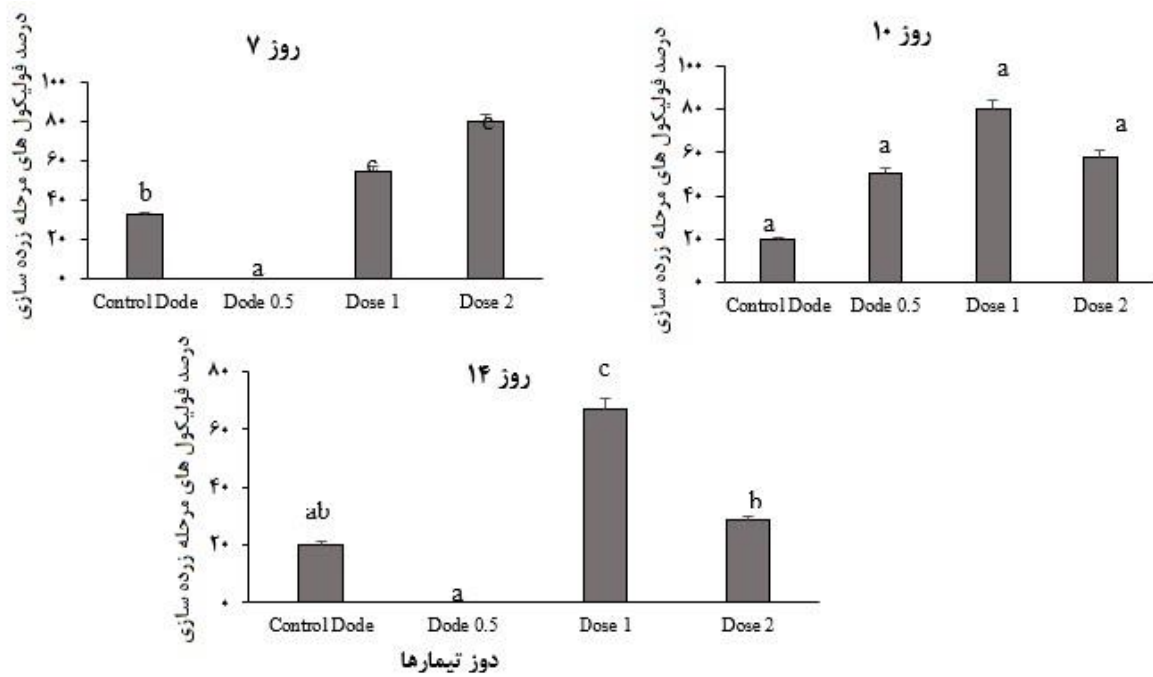 روز ۷
درصد فولیکول های مرحله زرده سازی
۱۰۰
۸۰
۶۰
۴۰
۲۰
۰
b
a
c
c
Control Dode
Dode 0.5
Dose 1
Dose 2
روز ۱۰
درصد فولیکول های مرحله زرده سازی
۱۰۰
۸۰
۶۰
۴۰
۲۰
۰
a
a
a
a
Control Dode
Dode 0.5
Dose 1
Dose 2
روز ۱۴
درصد فولیکول های مرحله زرده سازی
۸۰
۶۰
۴۰
۲۰
۰
ab
a
c
b
Control Dode
Dode 0.5
Dose 1
Dose 2
دوز تیمارها